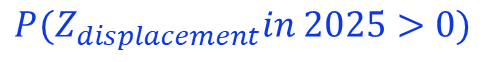 P(Z_displacement in 2025 > 0)